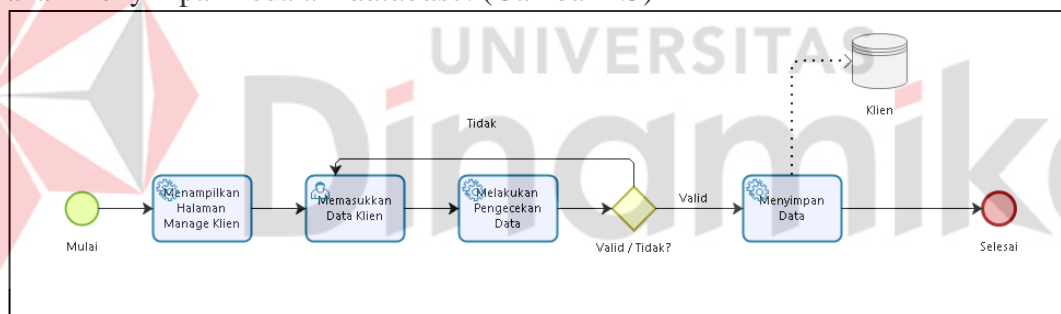 UNIVERSITAS
Dinamika
Tidak
Klien
Menampilkan
Halaman
Manage Klien
Memasukkan
Data Klien
Melakukan
Pengecekan
Data
Valid
Menyimpan
Data
Mulai
Valid / Tidak?
Selesai